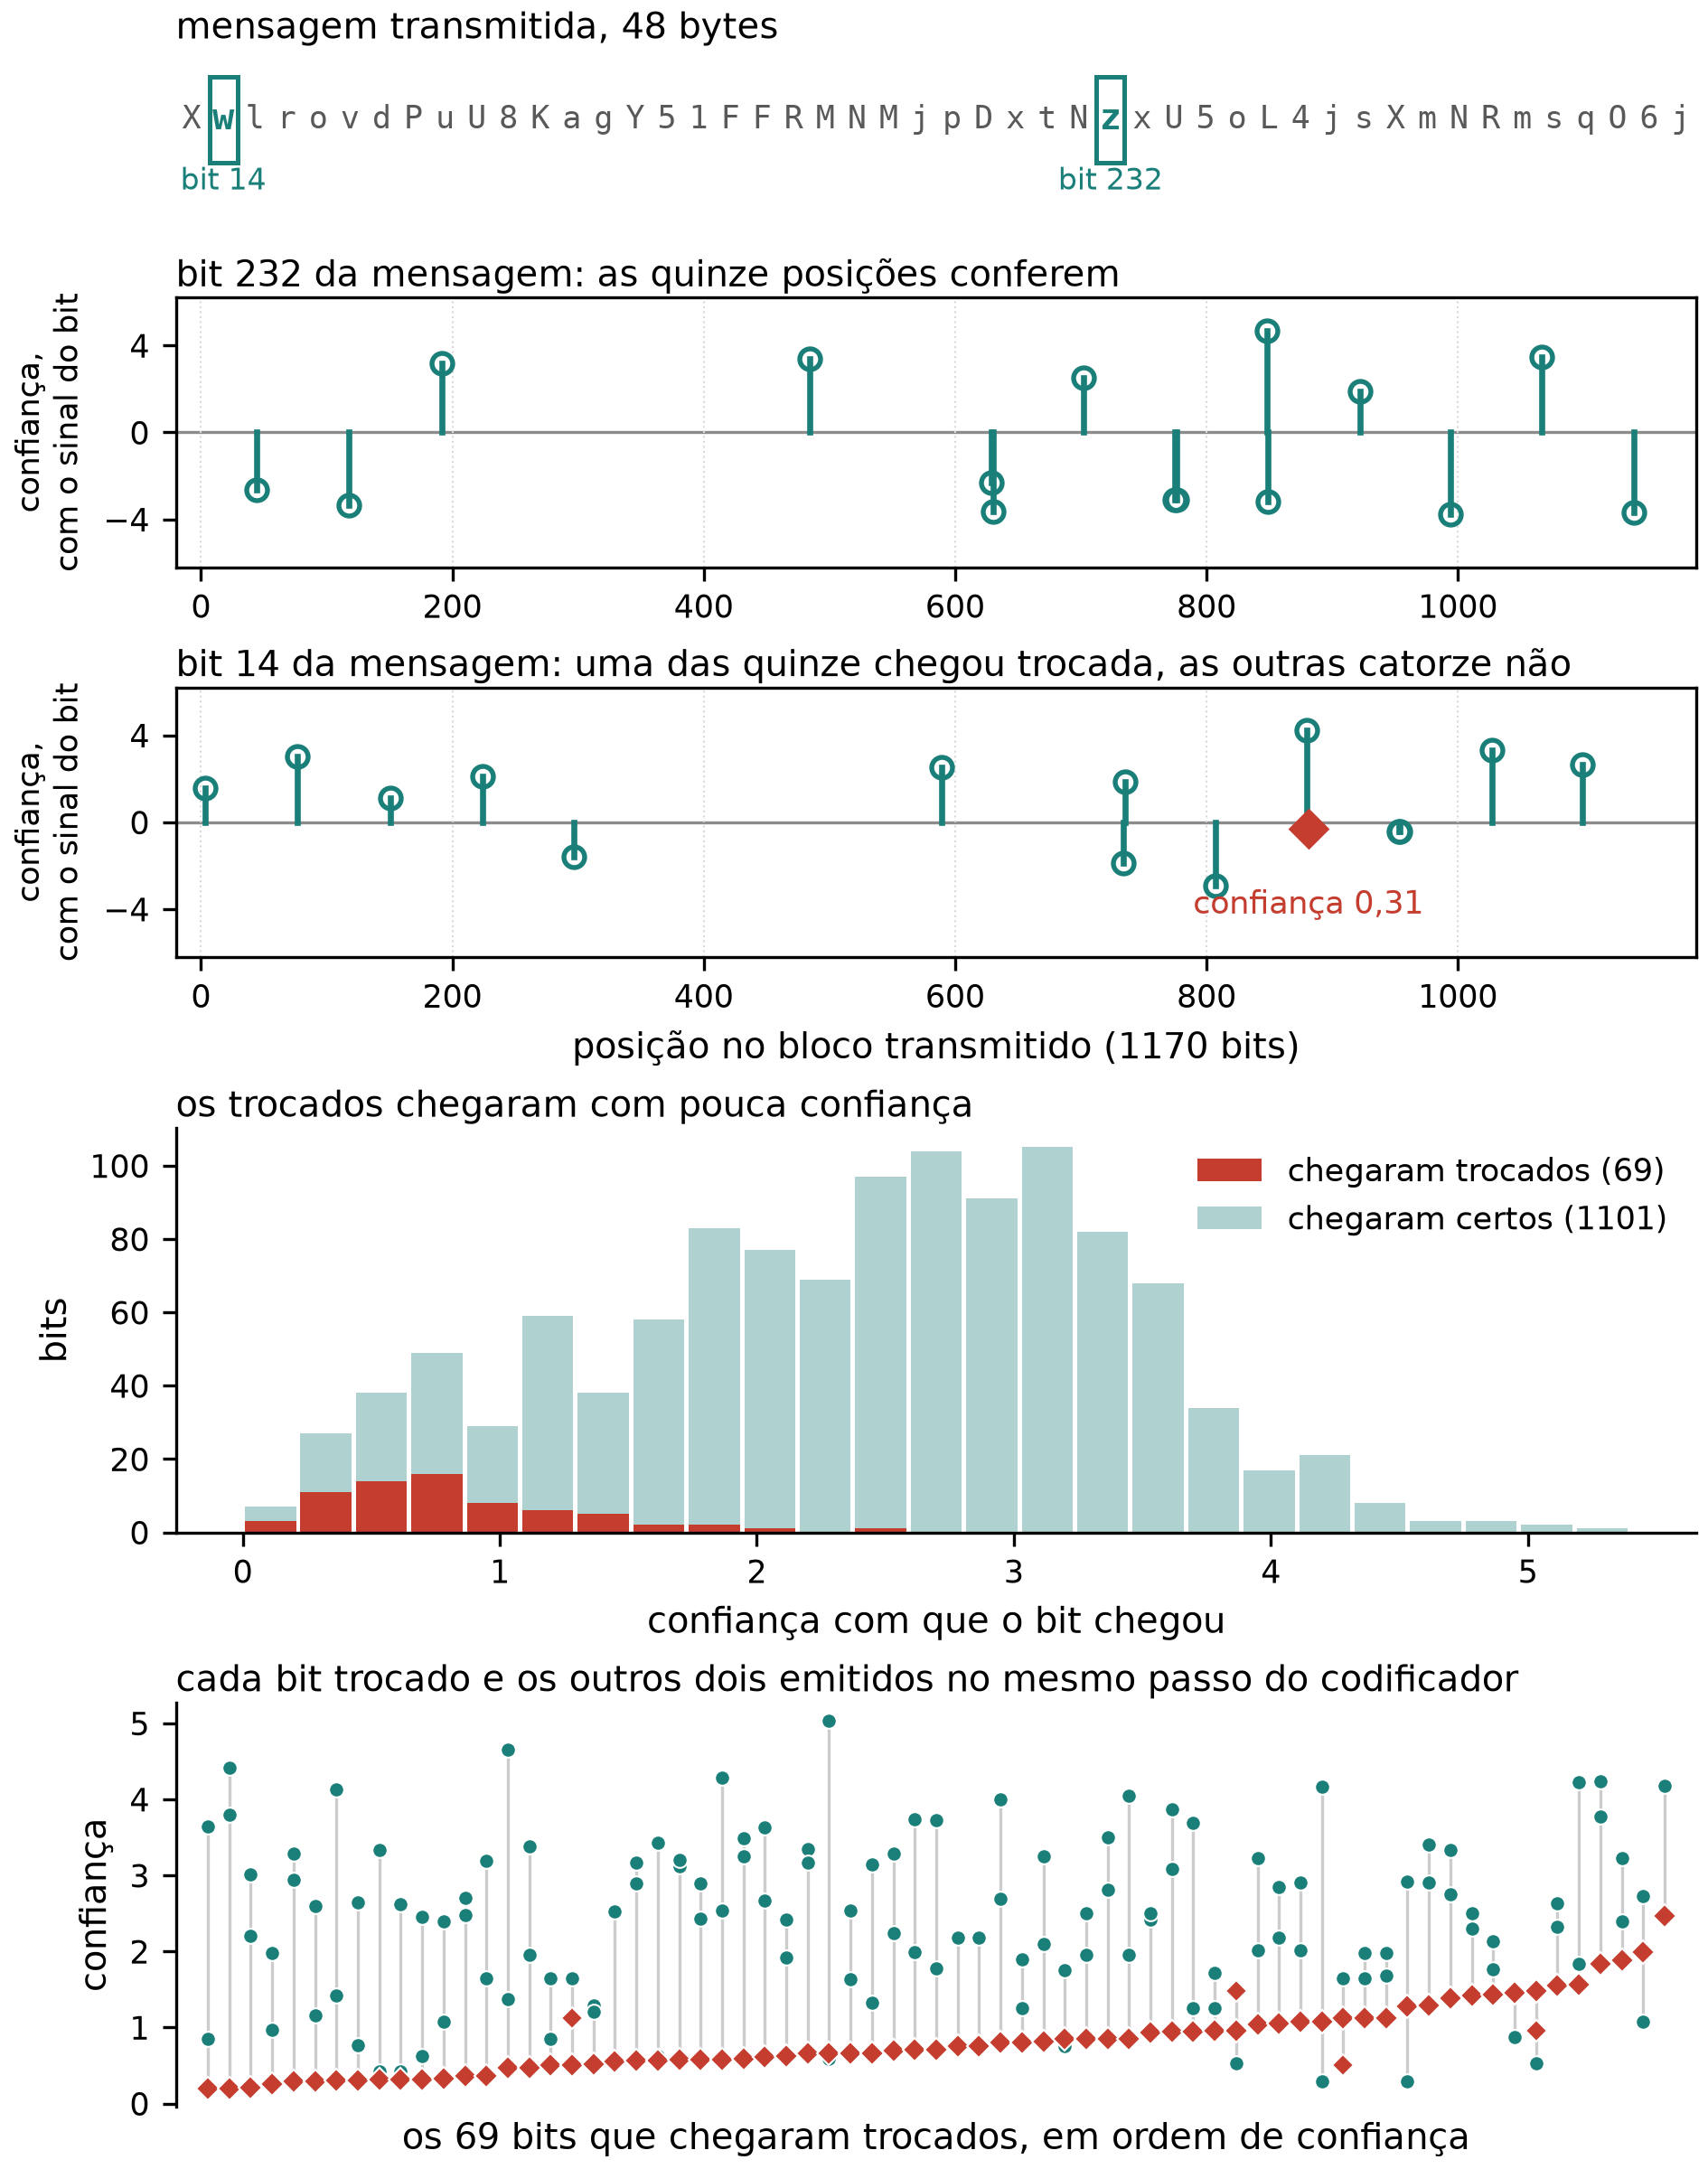 mensagem transmitida, 48 bytes
X w l r o v d P u U 8 K a g Y 5 1 F F R M N M j p D x t N z x U 5 o L 4 j s X m N R m s q O 6 j
bit 14
bit 232
bit 232 da mensagem: as quinze posições conferem
confiança,
com o sinal do bit
4
0
−4
0 200 400 600 800 1000
bit 14 da mensagem: uma das quinze chegou trocada, as outras catorze não
confiança,
com o sinal do bit
4
0
−4
confiança 0,31
0 200 400 600 800 1000
posição no bloco transmitido (1170 bits)
os trocados chegaram com pouca confiança
bits
100
80
60
40
20
0
chegaram trocados (69)
chegaram certos (1101)
0 1 2 3 4 5
confiança com que o bit chegou
cada bit trocado e os outros dois emitidos no mesmo passo do codificador
confiança
5
4
3
2
1
0
os 69 bits que chegaram trocados, em ordem de confiança